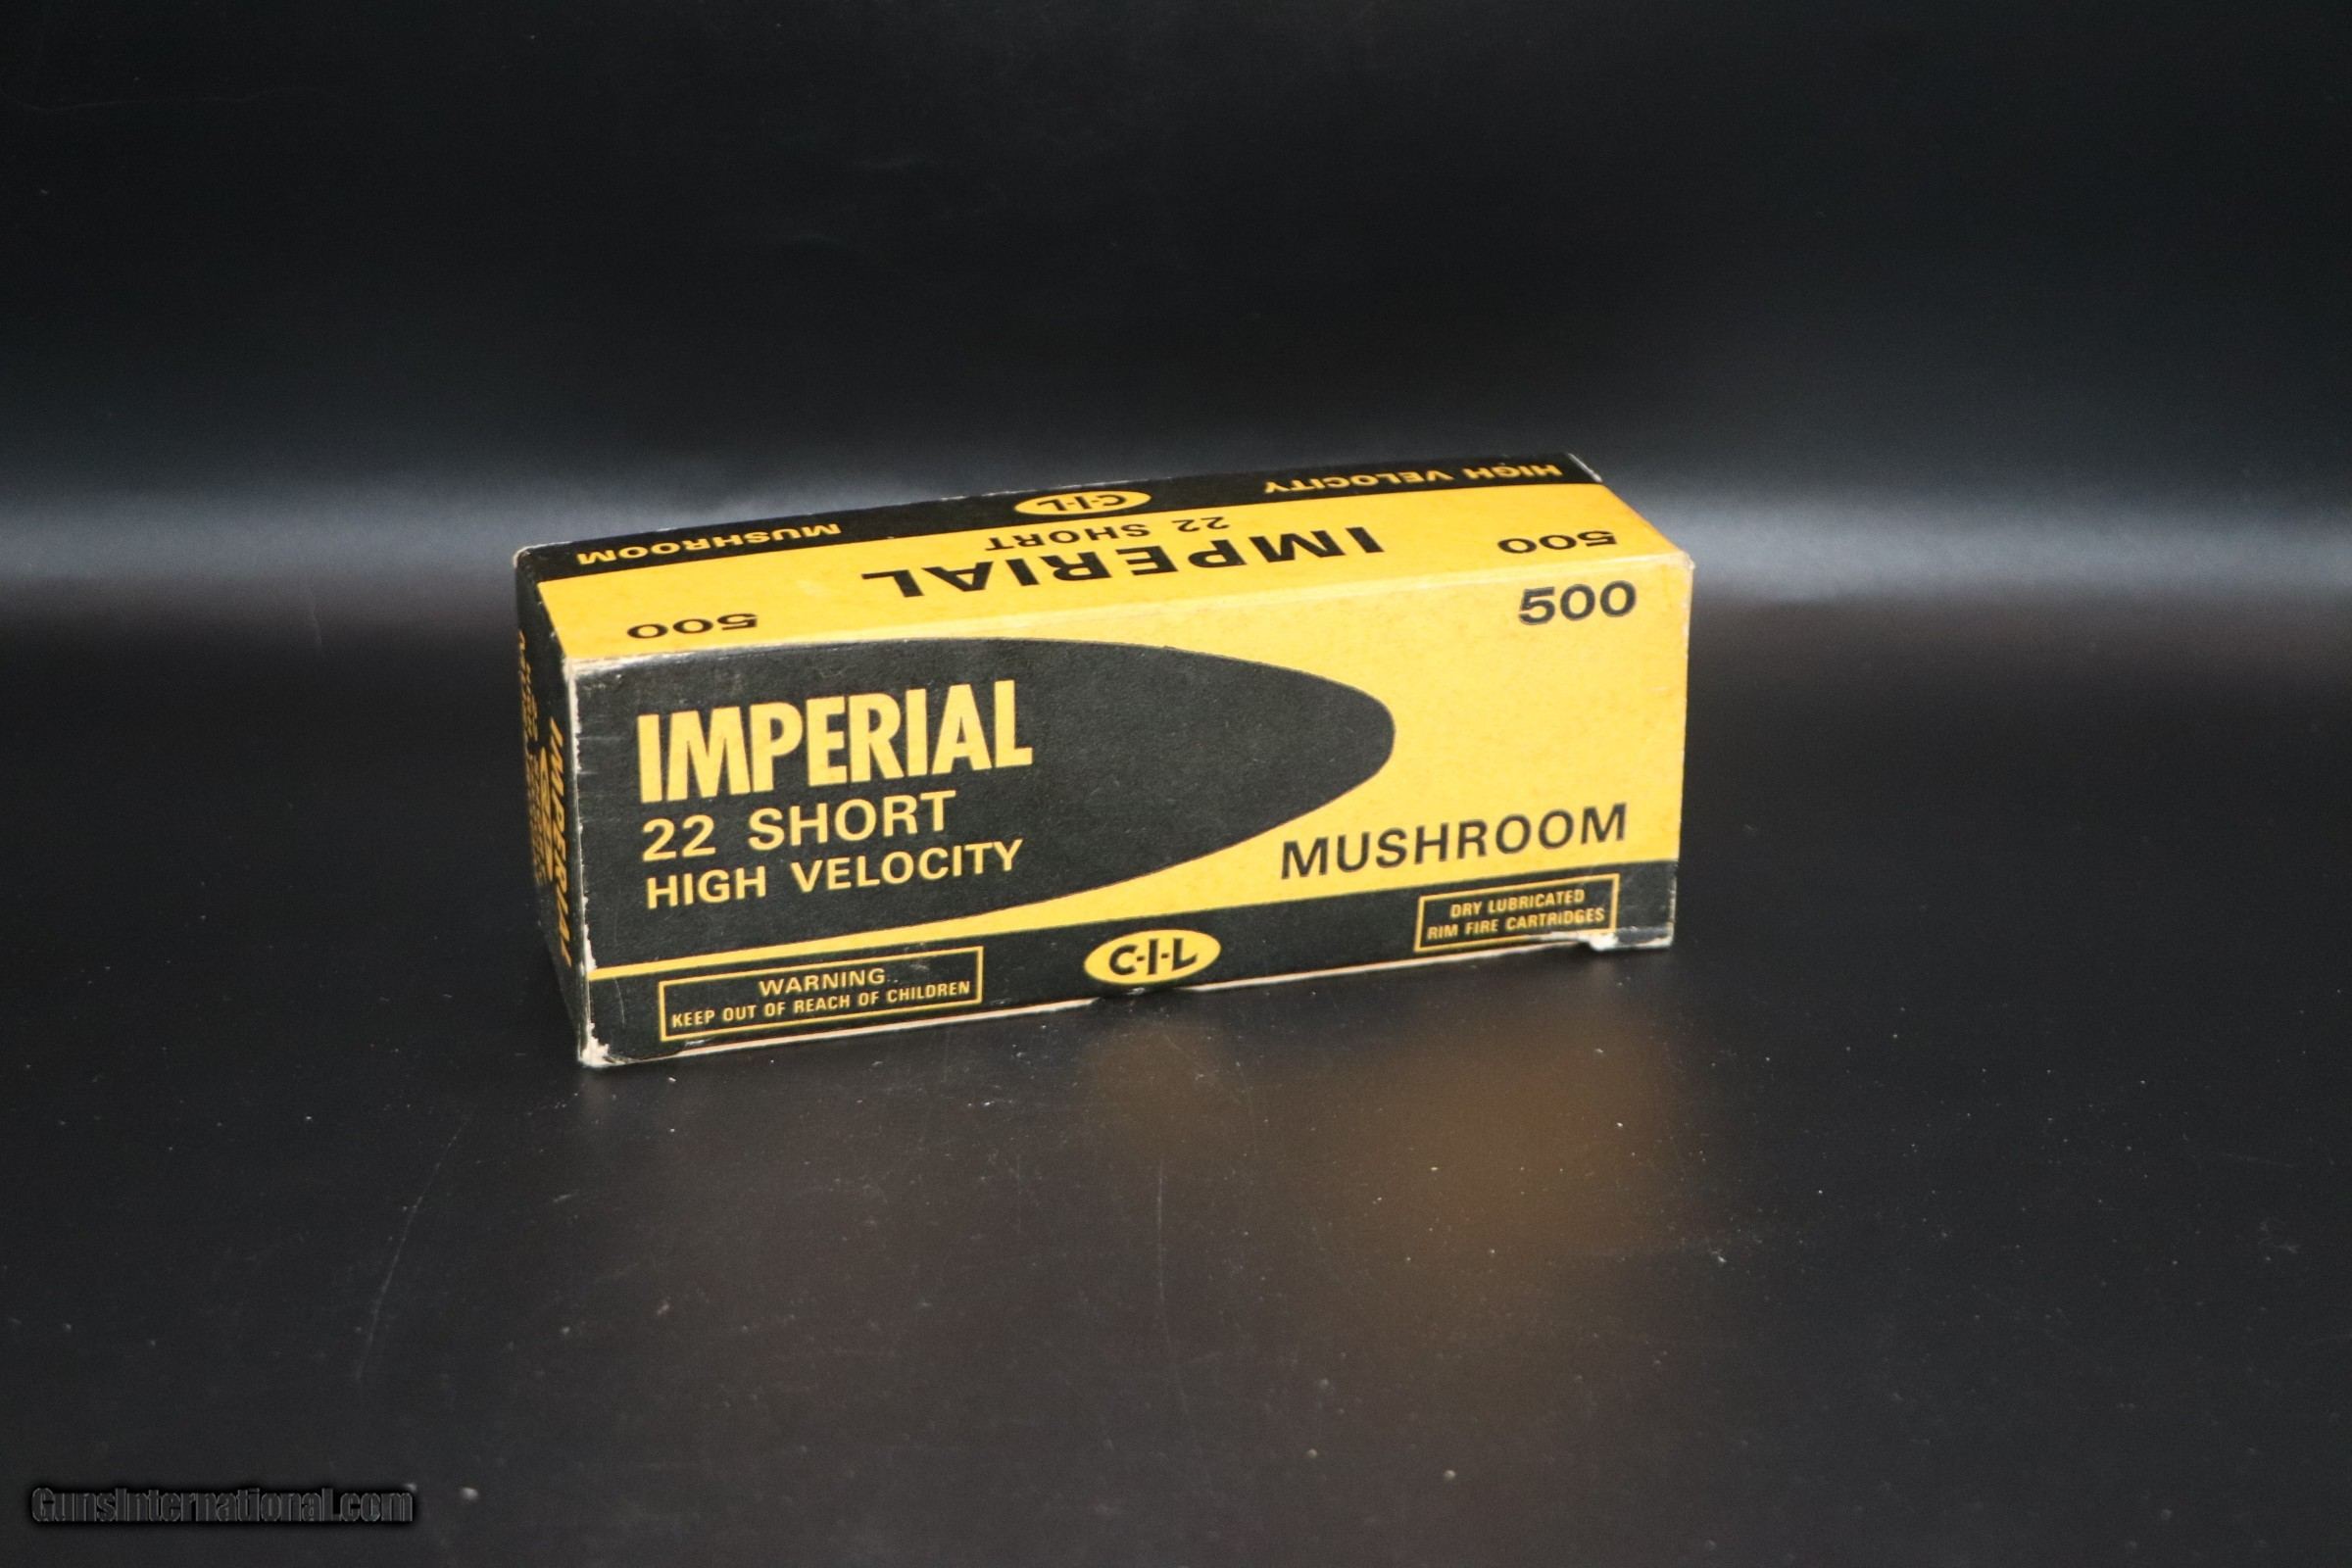 MUSHROOM
C-I-L
HIGH VELOCITY
22 SHORT
IMPERIAL
500
500
500
IMPERIAL
22 SHORT
HIGH VELOCITY
MUSHROOM
WARNING
KEEP OUT OF REACH OF CHILDREN
C-I-L
DRY LUBRICATED
RIM FIRE CARTRIDGES
IMPERIAL
GunsInternational.com